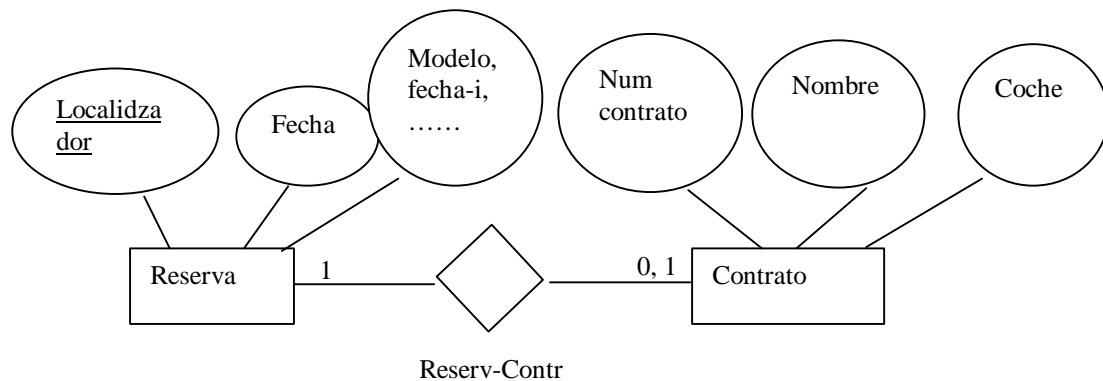 Localidza
dor
Fecha
Modelo,
fecha-i,
……
Num
contrato
Nombre
Coche
Reserva
1
0, 1
Contrato
Reserv-Contr